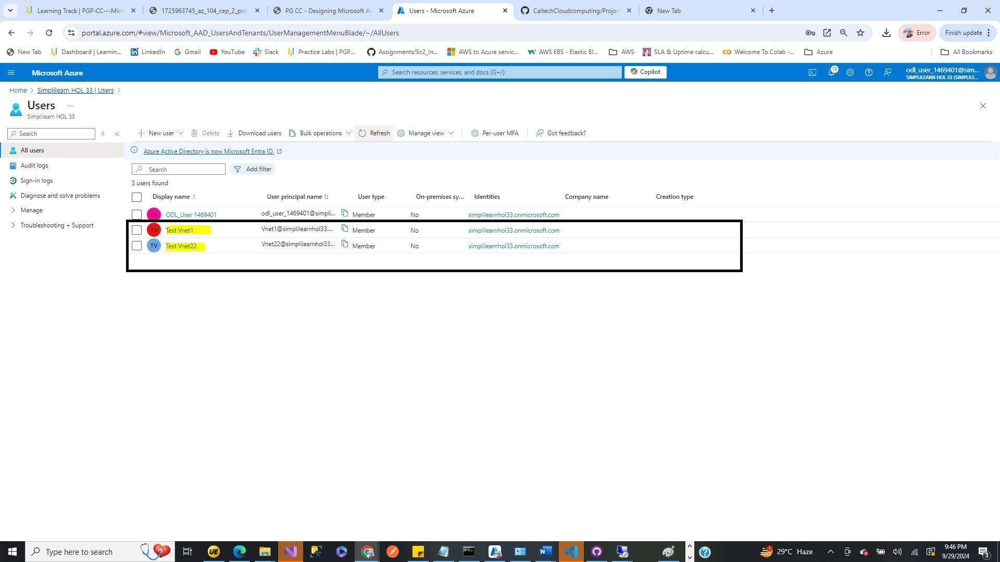 Learning Track | PGP-CC---Micr
1725963745_az_104_cep_2_pro
PG CC - Designing Microsoft Az
Users - Microsoft Azure
CaltechCloudcomputing/Projec
New Tab
portal.azure.com/#view/Microsoft_AAD_UsersAndTenants/UserManagementMenuBlade/~/AllUsers
Error
Finish update
New Tab
Dashboard | Learnin...
LinkedIn
Gmail
YouTube
Slack
Practice Labs | PGP...
Assignments/Ec2_In...
AWS to Azure servic...
AWS EBS - Elastic Bl...
AWS
SLA & Uptime calcu...
Welcome To Colab -...
Azure
All Bookmarks
Microsoft Azure
Search resources, services, and docs (G+/)
Copilot
19
odl_user_1469401@sim...
SIMPLILEARN HOL 33 (SIMPLILE...
Home > Simplilearn HOL 33 | Users >
Users ...
Simplilearn HOL 33
Search
New user
Delete
Download users
Bulk operations
Refresh
Manage view
Per-user MFA
Got feedback?
All users
Audit logs
Sign-in logs
Diagnose and solve problems
Manage
Troubleshooting + Support
Azure Active Directory is now Microsoft Entra ID.
Search
Add filter
3 users found
Display name ↑ User principal name ↑↓ User type On-premises sy... Identities Company name Creation type
O1 ODL_User 1469401 odl_user_1469401@simpli... Member No simplilearnhol33.onmicrosoft.com
TV Test Vnet1 Vnet1@simplilearnhol33.... Member No simplilearnhol33.onmicrosoft.com
TV Test Vnet22 Vnet22@simplilearnhol33... Member No simplilearnhol33.onmicrosoft.com
Type here to search
UE
29°C Haze
9:46 PM
9/29/2024
3